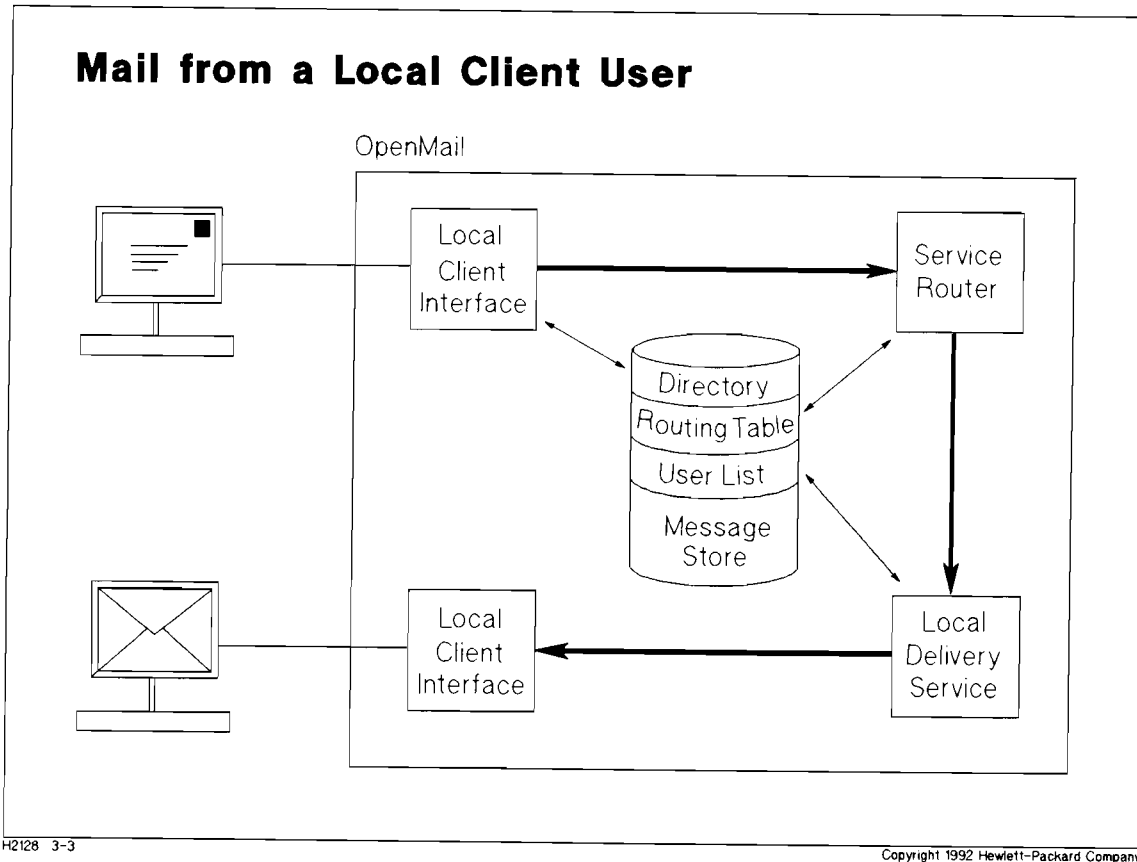 Mail from a Local Client User
OpenMail
Local
Client
Interface
Service
Router
Directory
Routing Table
User List
Message
Store
Local
Client
Interface
Local
Delivery
Service
H2128 3-3
Copyright 1992 Hewlett-Packard Company